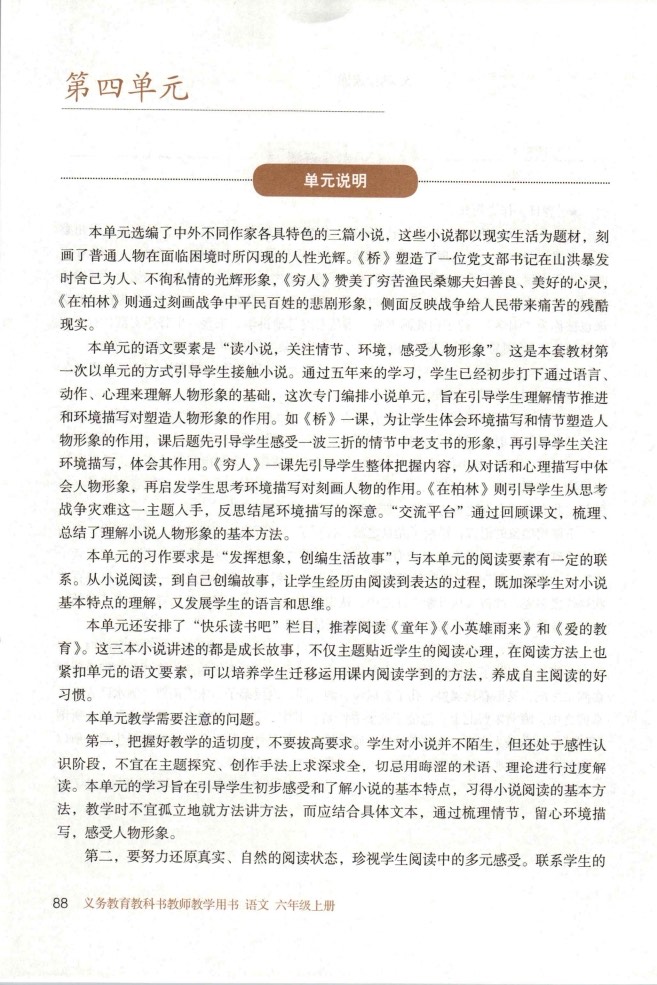 第四单元
单元说明
本单元选编了中外不同作家各具特色的三篇小说，这些小说都以现实生活为题材，刻
画了普通人物在面临困境时所闪现的人性光辉。《桥》塑造了一位党支部书记在山洪暴发
时舍己为人、不徇私情的光辉形象，《穷人》赞美了穷苦渔民桑娜夫妇善良、美好的心灵，
《在柏林》则通过刻画战争中平民百姓的悲剧形象，侧面反映战争给人民带来痛苦的残酷
现实。
本单元的语文要素是“读小说，关注情节、环境，感受人物形象”。这是本套教材第
一次以单元的方式引导学生接触小说。通过五年来的学习，学生已经初步打下通过语言、
动作、心理来理解人物形象的基础，这次专门编排小说单元，旨在引导学生理解情节推进
和环境描写对塑造人物形象的作用。如《桥》一课，为让学生体会环境描写和情节塑造人
物形象的作用，课后题先引导学生感受一波三折的情节中老支书的形象，再引导学生关注
环境描写，体会其作用。《穷人》一课先引导学生整体把握内容，从对话和心理描写中体
会人物形象，再启发学生思考环境描写对刻画人物的作用。《在柏林》则引导学生从思考
战争灾难这一主题入手，反思结尾环境描写的深意。“交流平台”通过回顾课文，梳理、
总结了理解小说人物形象的基本方法。
本单元的习作要求是“发挥想象，创编生活故事”，与本单元的阅读要素有一定的联
系。从小说阅读，到自己创编故事，让学生经历由阅读到表达的过程，既加深学生对小说
基本特点的理解，又发展学生的语言和思维。
本单元还安排了“快乐读书吧”栏目，推荐阅读《童年》《小英雄雨来》和《爱的教
育》。这三本小说讲述的都是成长故事，不仅主题贴近学生的阅读心理，在阅读方法上也
紧扣单元的语文要素，可以培养学生迁移运用课内阅读学到的方法，养成自主阅读的好
习惯。
本单元教学需要注意的问题。
第一，把握好教学的适切度，不要拔高要求。学生对小说并不陌生，但还处于感性认
识阶段，不宜在主题探究、创作手法上求深求全，切忌用晦涩的术语、理论进行过度解
读。本单元的学习旨在引导学生初步感受和了解小说的基本特点，习得小说阅读的基本方
法，教学时不宜孤立地就方法讲方法，而应结合具体文本，通过梳理情节，留心环境描
写，感受人物形象。
第二，要努力还原真实、自然的阅读状态，珍视学生阅读中的多元感受。联系学生的
88 义务教育教科书教师教学用书 语文 六年级上册